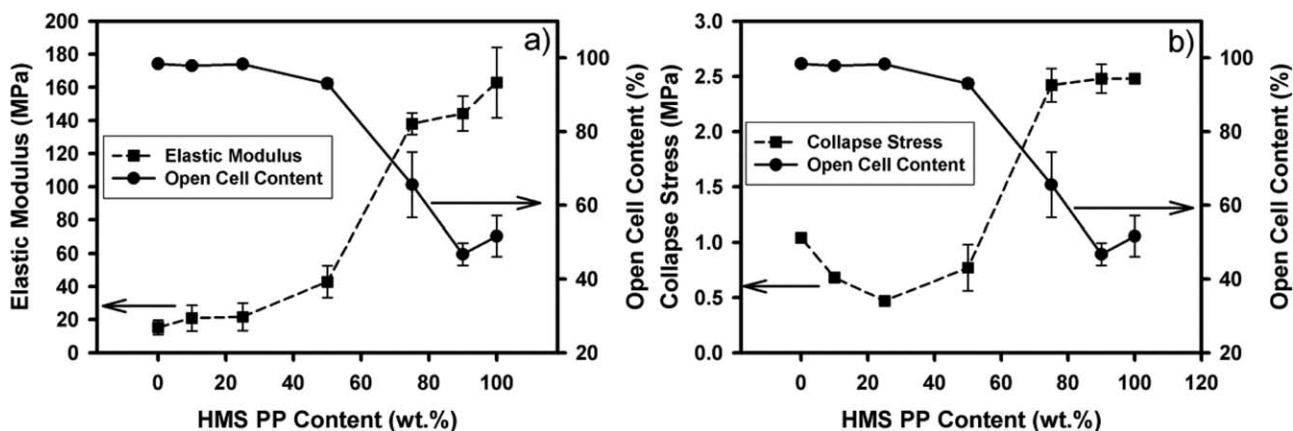 a)
Elastic Modulus (MPa)
200
180
160
140
120
100
80
60
40
20
0
Elastic Modulus
Open Cell Content
100
80
60
40
20
Open Cell Content (%)
0 20 40 60 80 100
HMS PP Content (wt.%)
b)
Collapse Stress (MPa)
3.0
2.5
2.0
1.5
1.0
0.5
0.0
Collapse Stress
Open Cell Content
100
80
60
40
20
Open Cell Content (%)
0 20 40 60 80 100 120
HMS PP Content (wt.%)